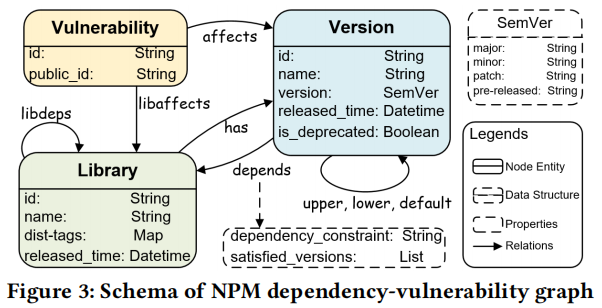 Vulnerability
id: String
public_id: String
affects
Version
id: String
name: String
version: SemVer
released_time: Datetime
is_deprecated: Boolean
SemVer
major: String
minor: String
patch: String
pre-released: String
libaffects
libdeps
has
Library
id: String
name: String
dist-tags: Map
released_time: Datetime
depends
upper, lower, default
dependency_constraint: String
satisfied_versions: List
Legends
Node Entity
Data Structure
Properties
Relations
Figure 3: Schema of NPM dependency-vulnerability graph